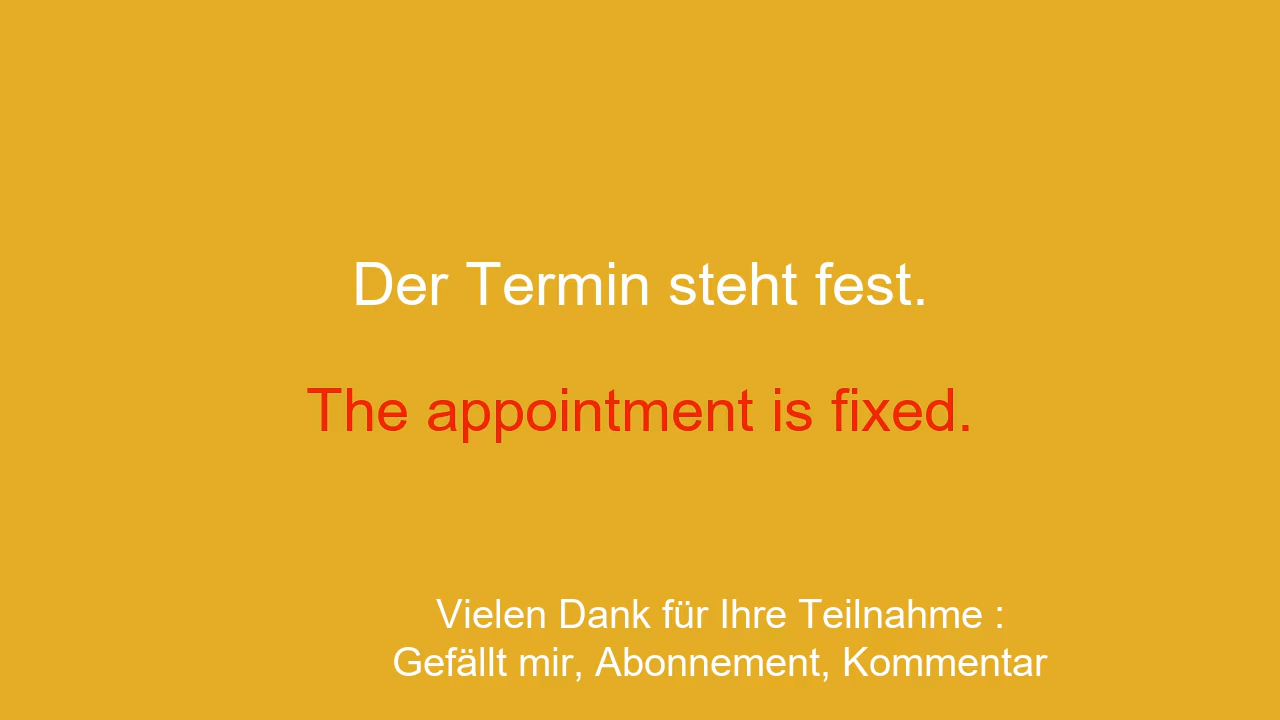 Der Termin steht fest.
The appointment is fixed.
Vielen Dank für Ihre Teilnahme :
Gefällt mir, Abonnement, Kommentar